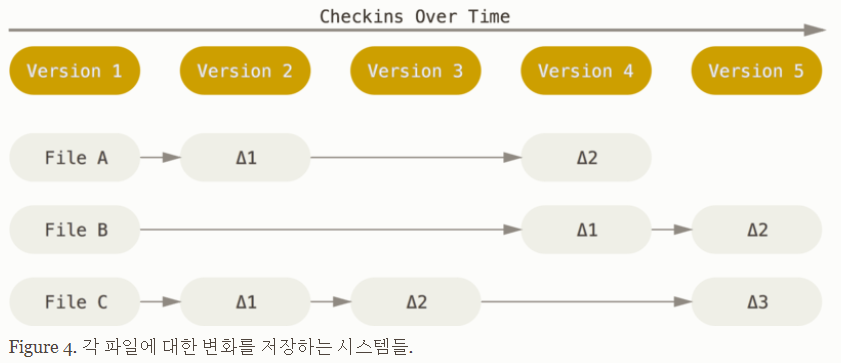 Checkins Over Time
Version 1 Version 2 Version 3 Version 4 Version 5
File A Δ1 Δ2
File B Δ1 Δ2
File C Δ1 Δ2 Δ3
Figure 4. 각 파일에 대한 변화를 저장하는 시스템들.